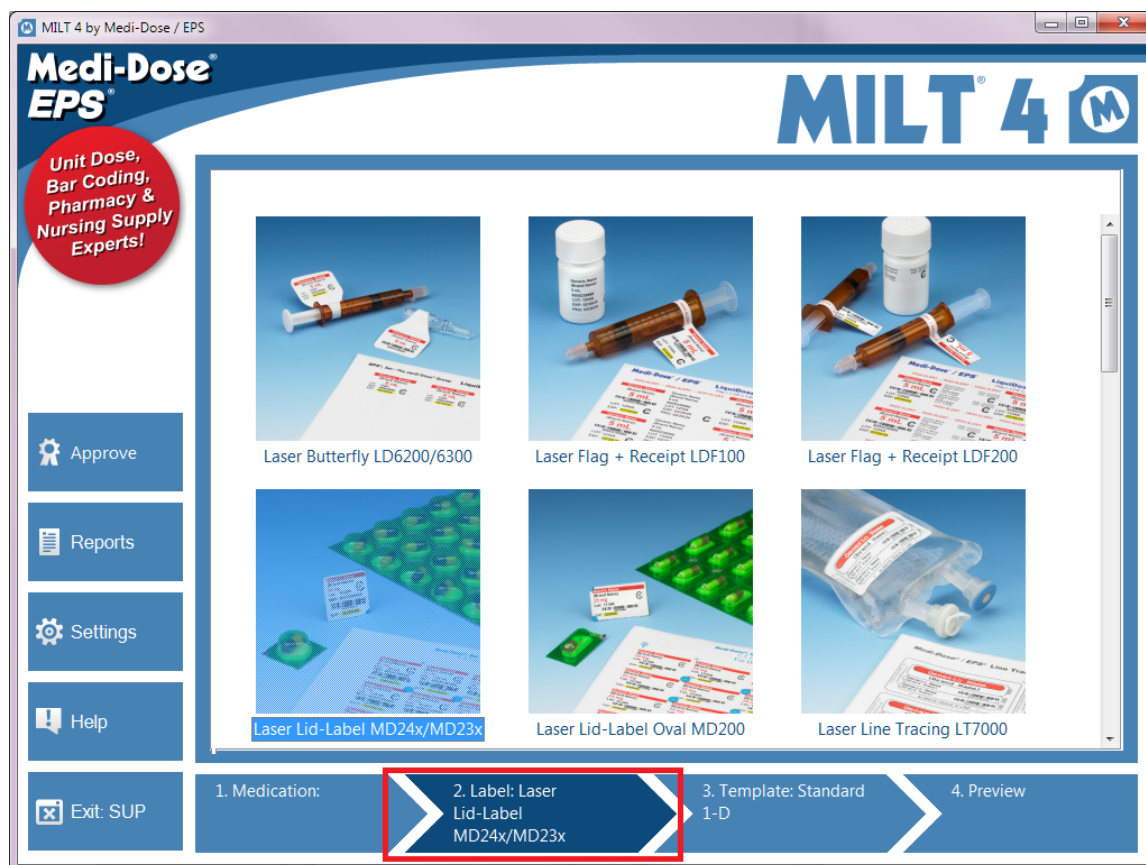 MILT 4 by Medi-Dose / EPS
Medi-Dose®
EPS®
MILT® 4
M
Unit Dose,
Bar Coding,
Pharmacy &
Nursing Supply
Experts!
Laser Butterfly LD6200/6300
Laser Flag + Receipt LDF100
Laser Flag + Receipt LDF200
Laser Lid-Label MD24x/MD23x
Laser Lid-Label Oval MD200
Laser Line Tracing LT7000
Approve
Reports
Settings
Help
Exit: SUP
1. Medication:
2. Label: Laser
Lid-Label
MD24x/MD23x
3. Template: Standard
1-D
4. Preview